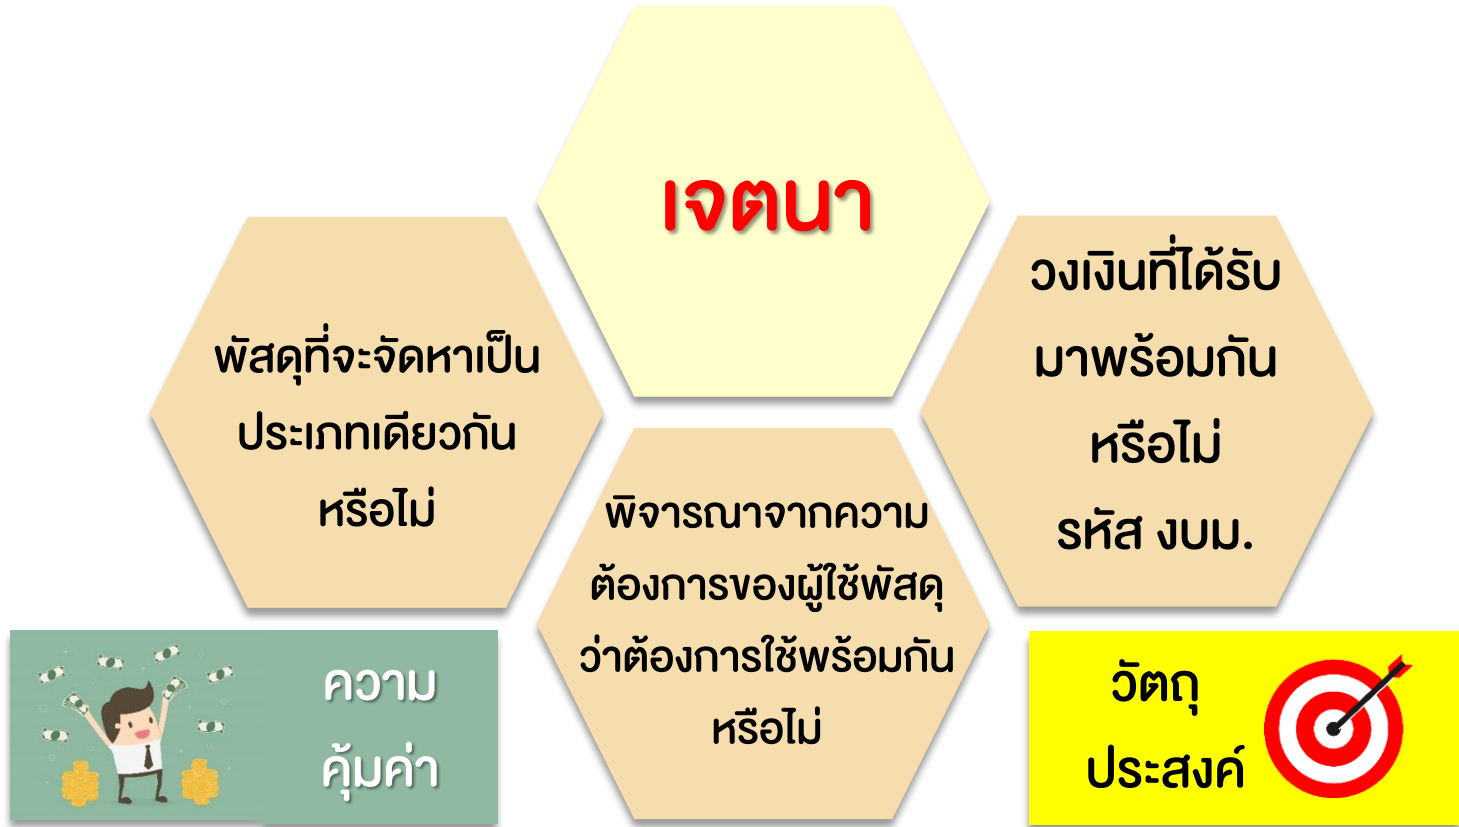 เจตนา
พัสดุที่จะจัดหาเป็น
ประเภทเดียวกัน
หรือไม่
พิจารณาจากความ
ต้องการของผู้ใช้พัสดุ
ว่าต้องการใช้พร้อมกัน
หรือไม่
วงเงินที่ได้รับ
มาพร้อมกัน
หรือไม่
รหัส งบม.
ความ
คุ้มค่า
วัตถุ
ประสงค์